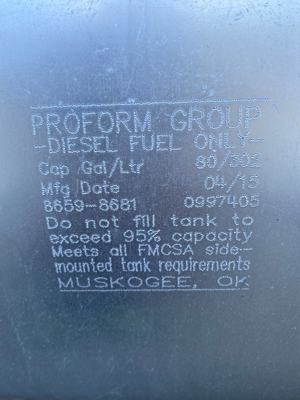 PROFORM GROUP
-DIESEL FUEL ONLY-
Cap Gal/Ltr 80/302
Mfg Date 04/15
8659-8681 0997405
Do not fill tank to
exceed 95% capacity
Meets all FMCSA side-
mounted tank requirements
MUSKOGEE, OK